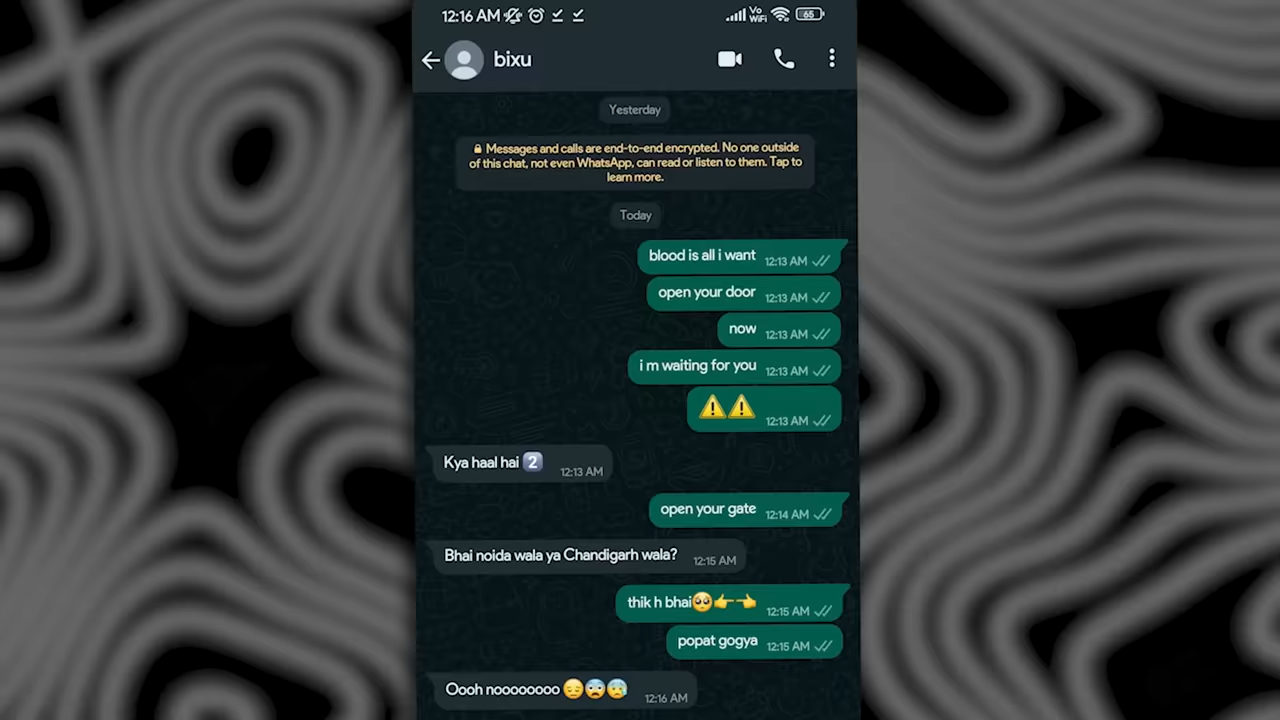 12:16 AM Vo WiFi 65
bixu
Yesterday
Messages and calls are end-to-end encrypted. No one outside
of this chat, not even WhatsApp, can read or listen to them. Tap to
learn more.
Today
blood is all i want 12:13 AM
open your door 12:13 AM
now 12:13 AM
i m waiting for you 12:13 AM
⚠️⚠️ 12:13 AM
Kya haal hai 2️⃣ 12:13 AM
open your gate 12:14 AM
Bhai noida wala ya Chandigarh wala? 12:15 AM
thik h bhai🥺👉👈 12:15 AM
popat gogya 12:15 AM
Oooh noooooooo 😔😨😰 12:16 AM